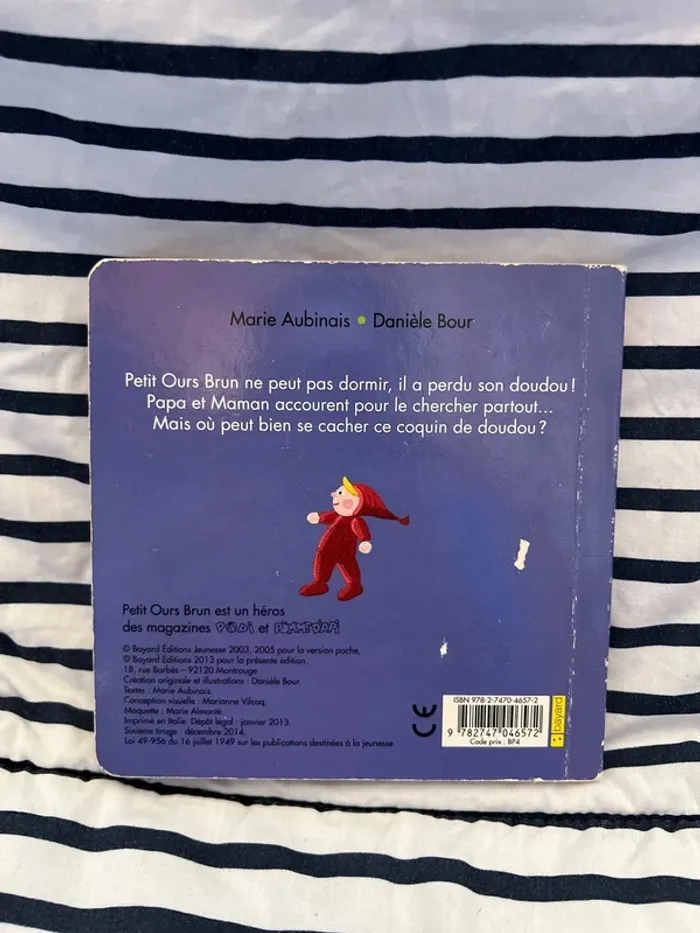 Marie Aubinais • Danièle Bour
Petit Ours Brun ne peut pas dormir, il a perdu son doudou !
Papa et Maman accourent pour le chercher partout...
Mais où peut bien se cacher ce coquin de doudou ?
Petit Ours Brun est un héros
des magazines POPI et POMME D'API
© Bayard Éditions Jeunesse 2003, 2005 pour la version poche,
© Bayard Éditions 2013 pour la présente édition.
18, rue Barbès – 92120 Montrouge
Création originale et illustrations : Danièle Bour.
Textes : Marie Aubinais.
Conception visuelle : Marianne Vilcoq.
Maquette : Marie Almonté.
Imprimé en Italie. Dépôt légal : janvier 2013.
Sixième tirage : décembre 2014.
Loi 49-956 du 16 juillet 1949 sur les publications destinées à la jeunesse.
CE
ISBN 978-2-7470-4657-2
9 782747 046572
Code prix : BP4
bayard